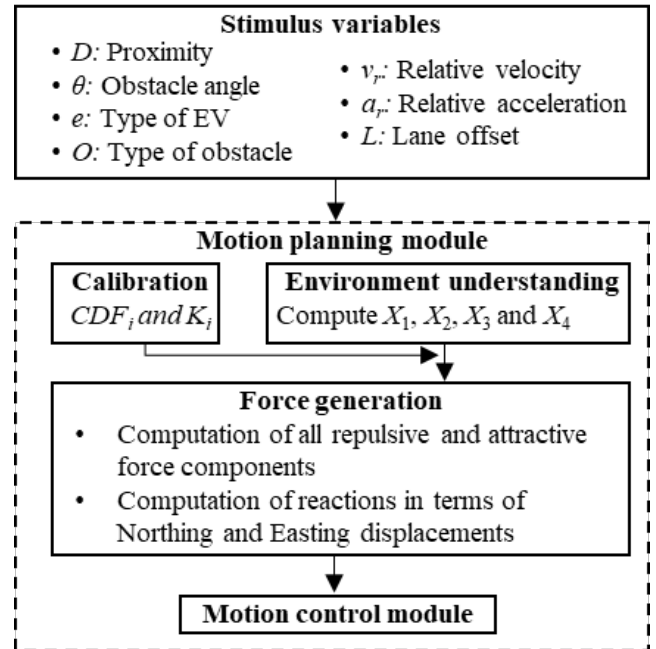 Stimulus variables
• D: Proximity
• θ: Obstacle angle
• e: Type of EV
• O: Type of obstacle
• vᵣ: Relative velocity
• aᵣ: Relative acceleration
• L: Lane offset
Motion planning module
Calibration
CDFᵢ and Kᵢ
Environment understanding
Compute X₁, X₂, X₃ and X₄
Force generation
• Computation of all repulsive and attractive
force components
• Computation of reactions in terms of
Northing and Easting displacements
Motion control module